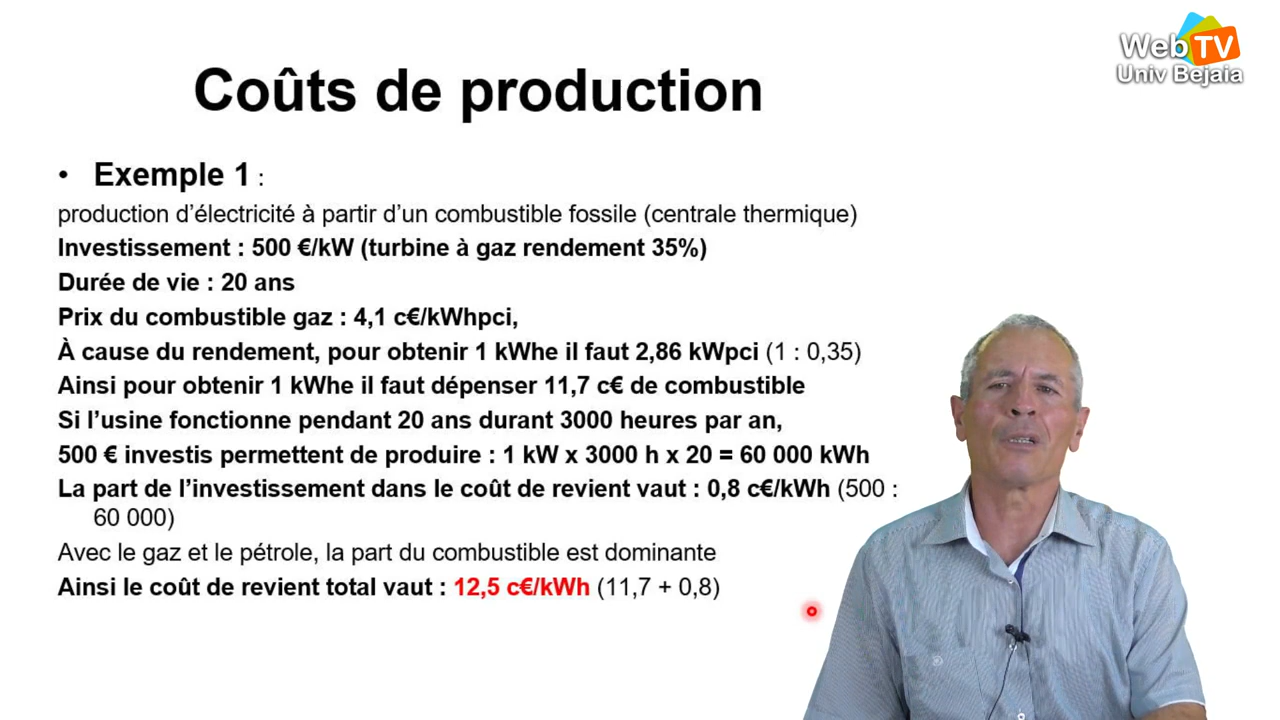 Web TV
Univ Bejaia
Coûts de production
• Exemple 1 :
production d’électricité à partir d’un combustible fossile (centrale thermique)
Investissement : 500 €/kW (turbine à gaz rendement 35%)
Durée de vie : 20 ans
Prix du combustible gaz : 4,1 c€/kWhpci,
À cause du rendement, pour obtenir 1 kWhe il faut 2,86 kWpci (1 : 0,35)
Ainsi pour obtenir 1 kWhe il faut dépenser 11,7 c€ de combustible
Si l’usine fonctionne pendant 20 ans durant 3000 heures par an,
500 € investis permettent de produire : 1 kW x 3000 h x 20 = 60 000 kWh
La part de l’investissement dans le coût de revient vaut : 0,8 c€/kWh (500 :
60 000)
Avec le gaz et le pétrole, la part du combustible est dominante
Ainsi le coût de revient total vaut : 12,5 c€/kWh (11,7 + 0,8)